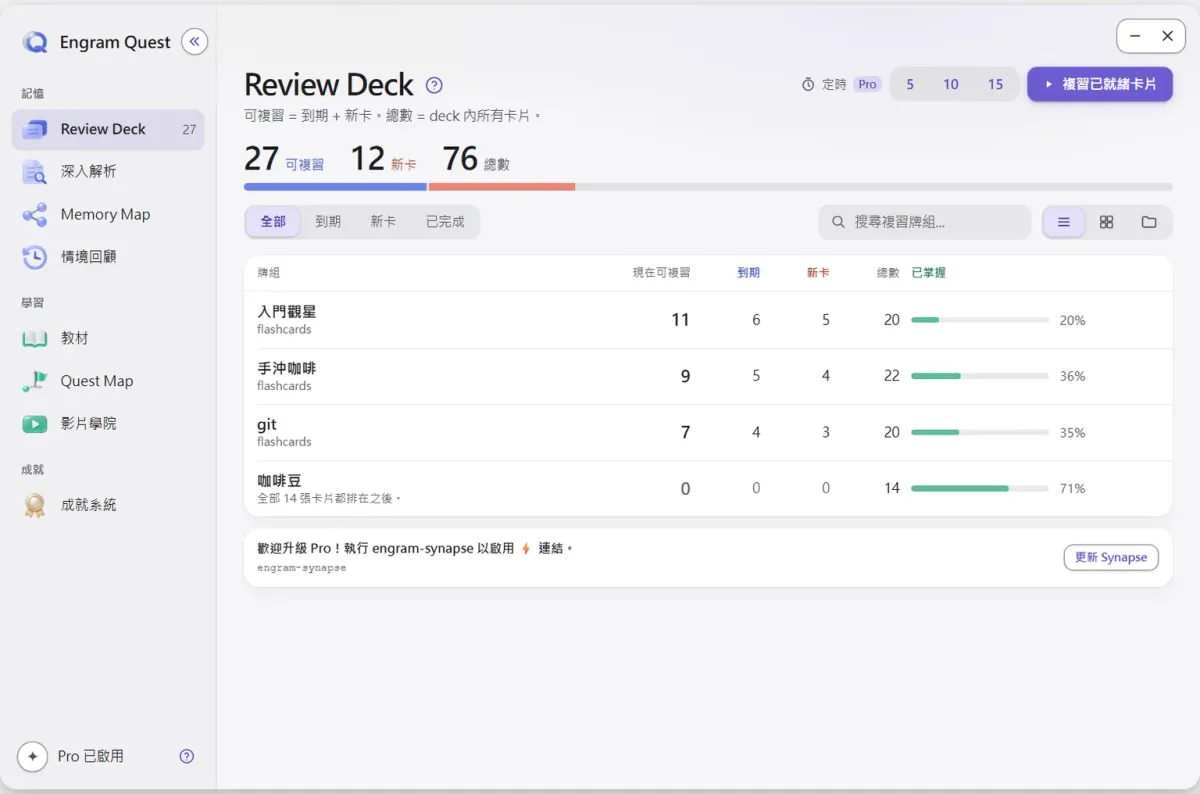 Engram Quest
記憶
Review Deck 27
深入解析
Memory Map
情境回顧
學習
教材
Quest Map
影片學院
成就
成就系統
Pro 已啟用
Review Deck
可複習 = 到期 + 新卡。總數 = deck 內所有卡片。
定時 Pro 5 10 15 複習已就緒卡片
27 可複習 12 新卡 76 總數
全部 到期 新卡 已完成
搜尋複習牌組...
牌組 現在可複習 到期 新卡 總數 已掌握
入門觀星
flashcards
11 6 5 20 20%
手沖咖啡
flashcards
9 5 4 22 36%
git
flashcards
7 4 3 20 35%
咖啡豆
全部 14 張卡片都排在之後。
0 0 0 14 71%
歡迎升級 Pro！執行 engram-synapse 以啟用 ⚡ 連結。
engram-synapse
更新 Synapse